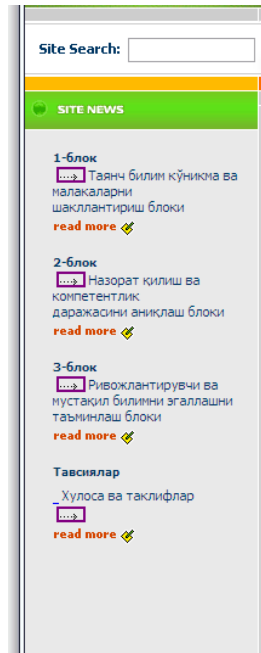 Site Search:
SITE NEWS
1-блок
Таянч билим кўникма ва
малакаларни
шакллантириш блоки
read more
2-блок
Назорат қилиш ва
компетентлик
даражасини аниқлаш блоки
read more
3-блок
Ривожлантирувчи ва
мустақил билимни эгаллашни
таъминлаш блоки
read more
Тавсиялар
_ Хулоса ва таклифлар
read more